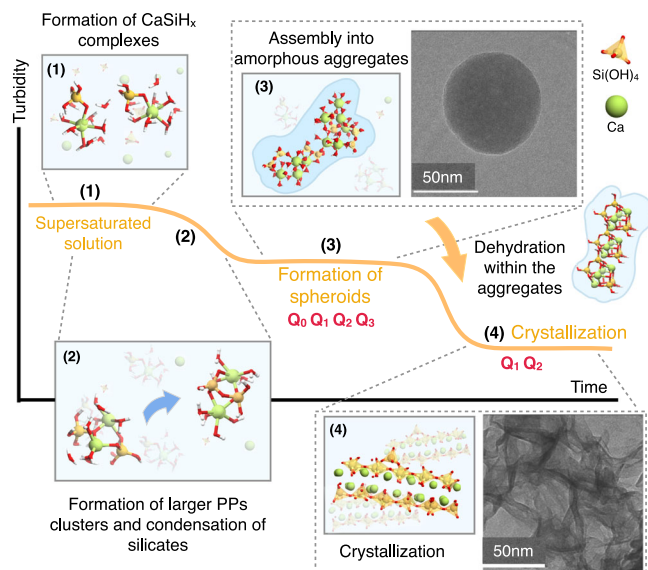 Formation of CaSiHx
complexes
(1)
Turbidity
Assembly into
amorphous aggregates
(3)
50nm
Si(OH)4
Ca
(1)
Supersaturated
solution
(2)
(3)
Formation of
spheroids
Q0 Q1 Q2 Q3
Dehydration
within the
aggregates
(4) Crystallization
Q1 Q2
Time
(2)
Formation of larger PPs
clusters and condensation of
silicates
(4)
Crystallization
50nm